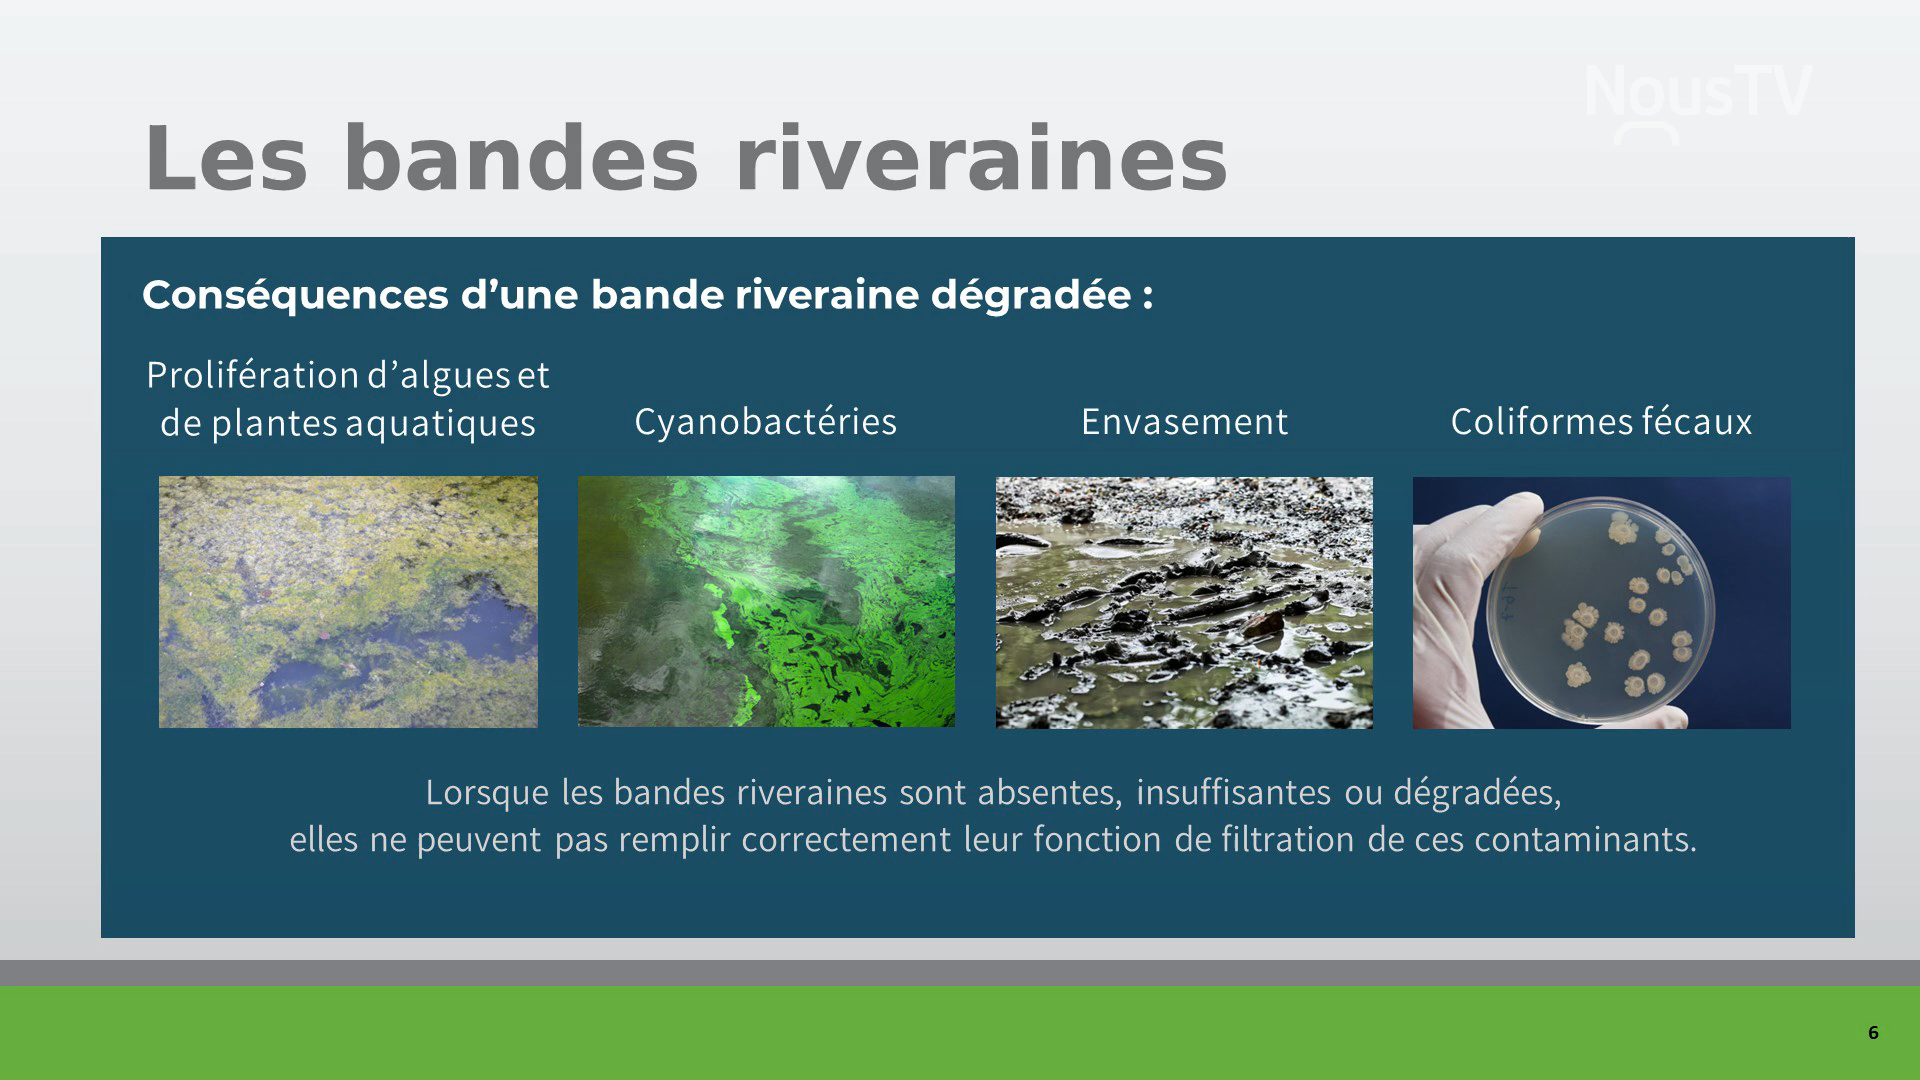 NousTV
Les bandes riveraines
Conséquences d’une bande riveraine dégradée :
Prolifération d’algues et
de plantes aquatiques
Cyanobactéries
Envasement
Coliformes fécaux
Lorsque les bandes riveraines sont absentes, insuffisantes ou dégradées,
elles ne peuvent pas remplir correctement leur fonction de filtration de ces contaminants.
6